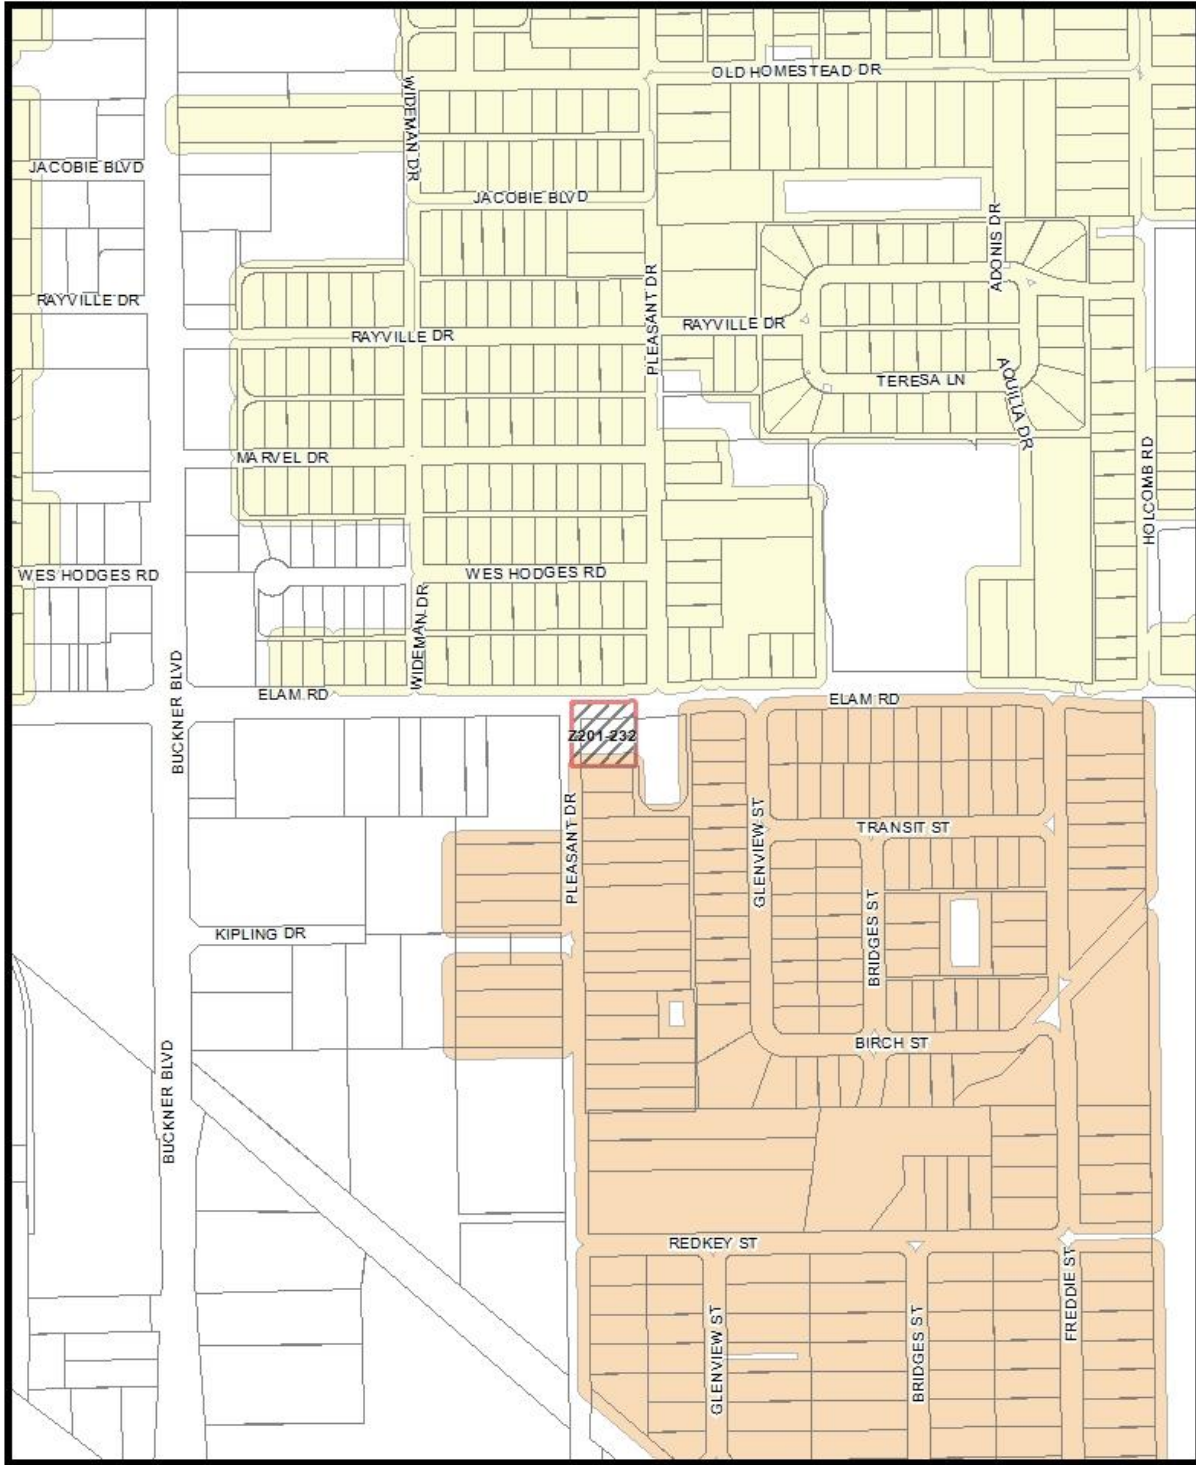 OLD HOMESTEAD DR
WIDEMAN DR
JACOBIE BLVD
JACOBIE BLVD
ADONIS DR
PLEASANT DR
RAYVILLE DR
RAYVILLE DR
RAYVILLE DR
TERESA LN
AQUILLA DR
MARVEL DR
HOLCOMB RD
WES HODGES RD
WES HODGES RD
WIDEMAN DR
BUCKNER BLVD
ELAM RD
ELAM RD
Z201-232
PLEASANT DR
GLENVIEW ST
TRANSIT ST
BRIDGES ST
KIPLING DR
BIRCH ST
BUCKNER BLVD
REDKEY ST
FREDDIE ST
GLENVIEW ST
BRIDGES ST